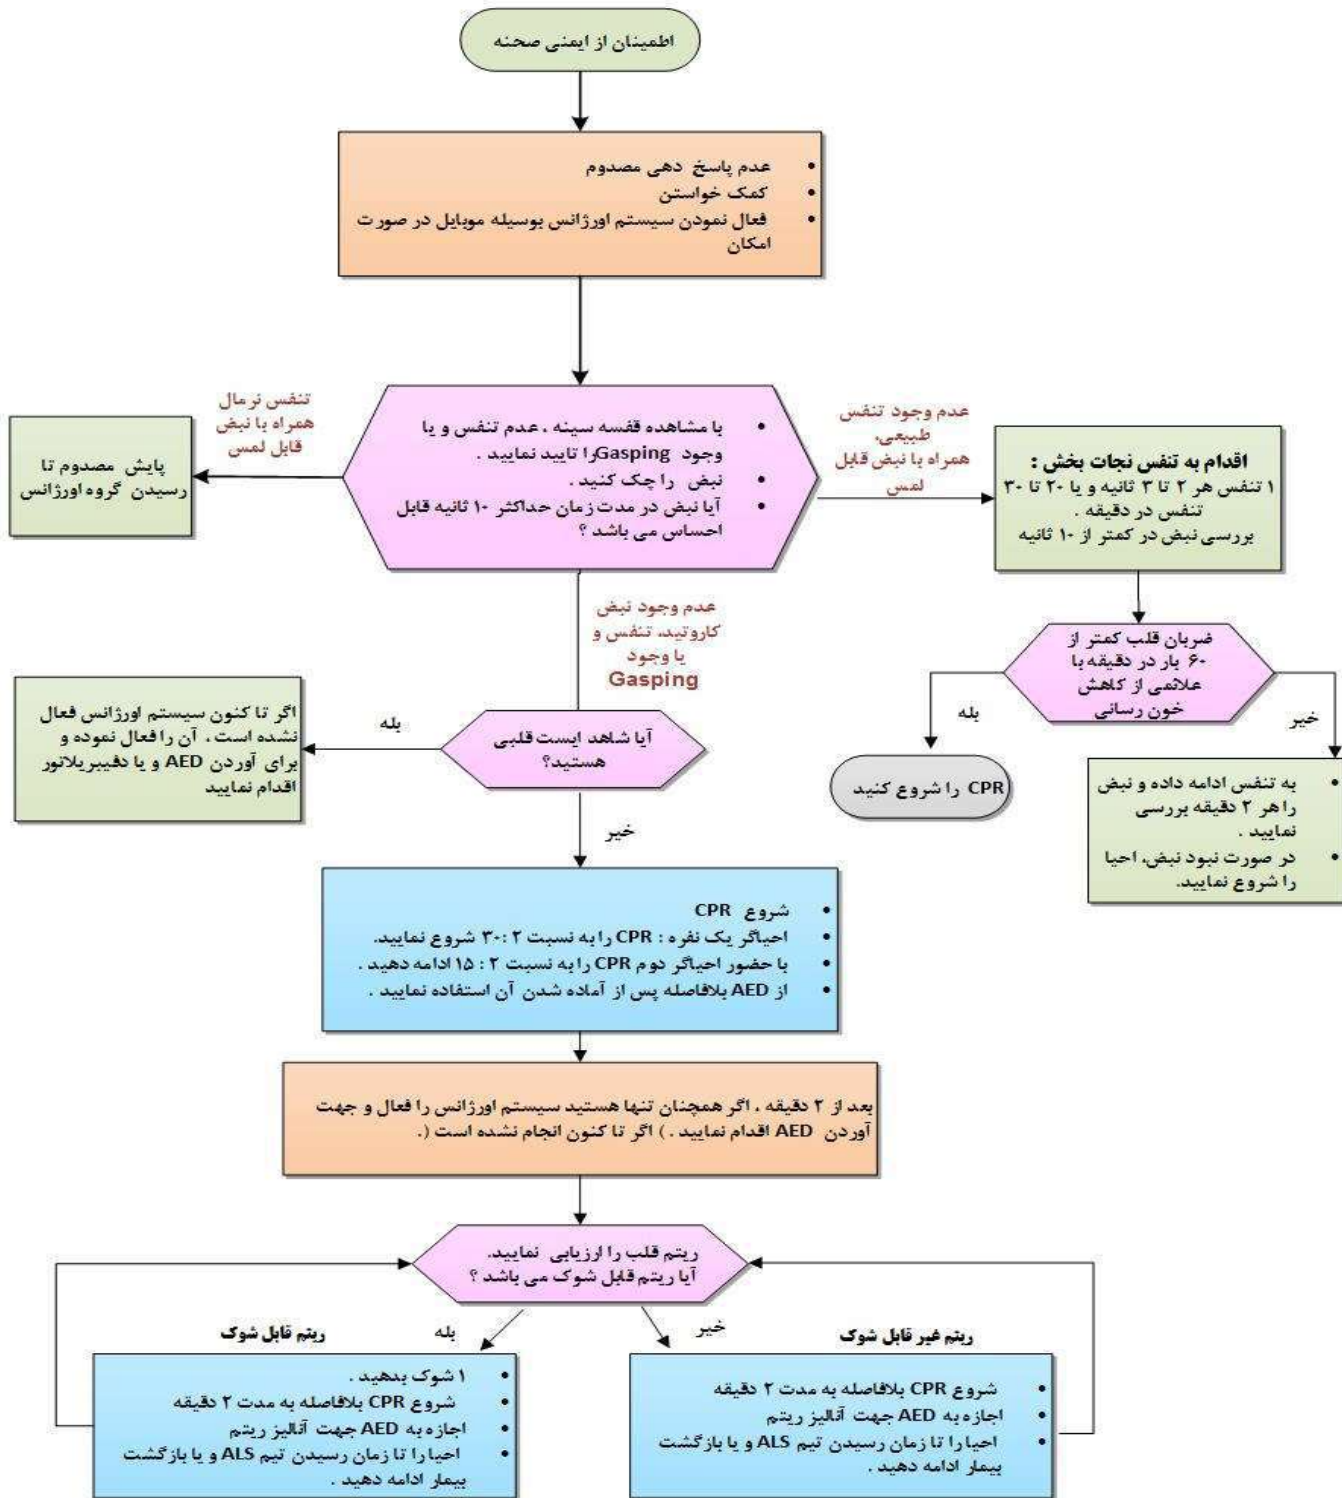 اطمینان از ایمنی صحنه
• عدم پاسخ دهی مصدوم
• کمک خواستن
• فعال نمودن سیستم اورژانس بوسیله موبایل در صورت
امکان
• با مشاهده قفسه سینه ، عدم تنفس و یا
وجود Gasping را تایید نمایید .
• نبض را چک کنید .
• آیا نبض در مدت زمان حداکثر ۱۰ ثانیه قابل
احساس می باشد ؟
عدم وجود تنفس
طبیعی،
همراه با نبض قابل
لمس
اقدام به تنفس نجات بخش :
۱ تنفس هر ۲ تا ۳ ثانیه و یا ۲۰ تا ۳۰
تنفس در دقیقه .
بررسی نبض در کمتر از ۱۰ ثانیه
تنفس نرمال
همراه با نبض
قابل لمس
پایش مصدوم تا
رسیدن گروه اورژانس
ضربان قلب کمتر از
۶۰ بار در دقیقه با
علائمی از کاهش
خون رسانی
خیر
بله
• به تنفس ادامه داده و نبض
را هر ۲ دقیقه بررسی
نمایید .
• در صورت نبود نبض، احیا
را شروع نمایید.
CPR را شروع کنید
عدم وجود نبض
کاروتید، تنفس و
یا وجود
Gasping
آیا شاهد ایست قلبی
هستید؟
بله
اگر تا کنون سیستم اورژانس فعال
نشده است ، آن را فعال نموده و
برای آوردن AED و یا دفیبریلاتور
اقدام نمایید
خیر
• شروع CPR
• احیاگر یک نفره : CPR را به نسبت ۲ :۳۰ شروع نمایید.
• با حضور احیاگر دوم CPR را به نسبت ۲ : ۱۵ ادامه دهید .
• از AED بلافاصله پس از آماده شدن آن استفاده نمایید .
بعد از ۲ دقیقه ، اگر همچنان تنها هستید سیستم اورژانس را فعال و جهت
آوردن AED اقدام نمایید . ) اگر تا کنون انجام نشده است (.
ریتم قلب را ارزیابی نمایید.
آیا ریتم قابل شوک می باشد ؟
خیر
ریتم غیر قابل شوک
• شروع CPR بلافاصله به مدت ۲ دقیقه
• اجازه به AED جهت آنالیز ریتم
• احیا را تا زمان رسیدن تیم ALS و یا بازگشت
بیمار ادامه دهید .
بله
ریتم قابل شوک
• ۱ شوک بدهید .
• شروع CPR بلافاصله به مدت ۲ دقیقه
• اجازه به AED جهت آنالیز ریتم
• احیا را تا زمان رسیدن تیم ALS و یا بازگشت
بیمار ادامه دهید .